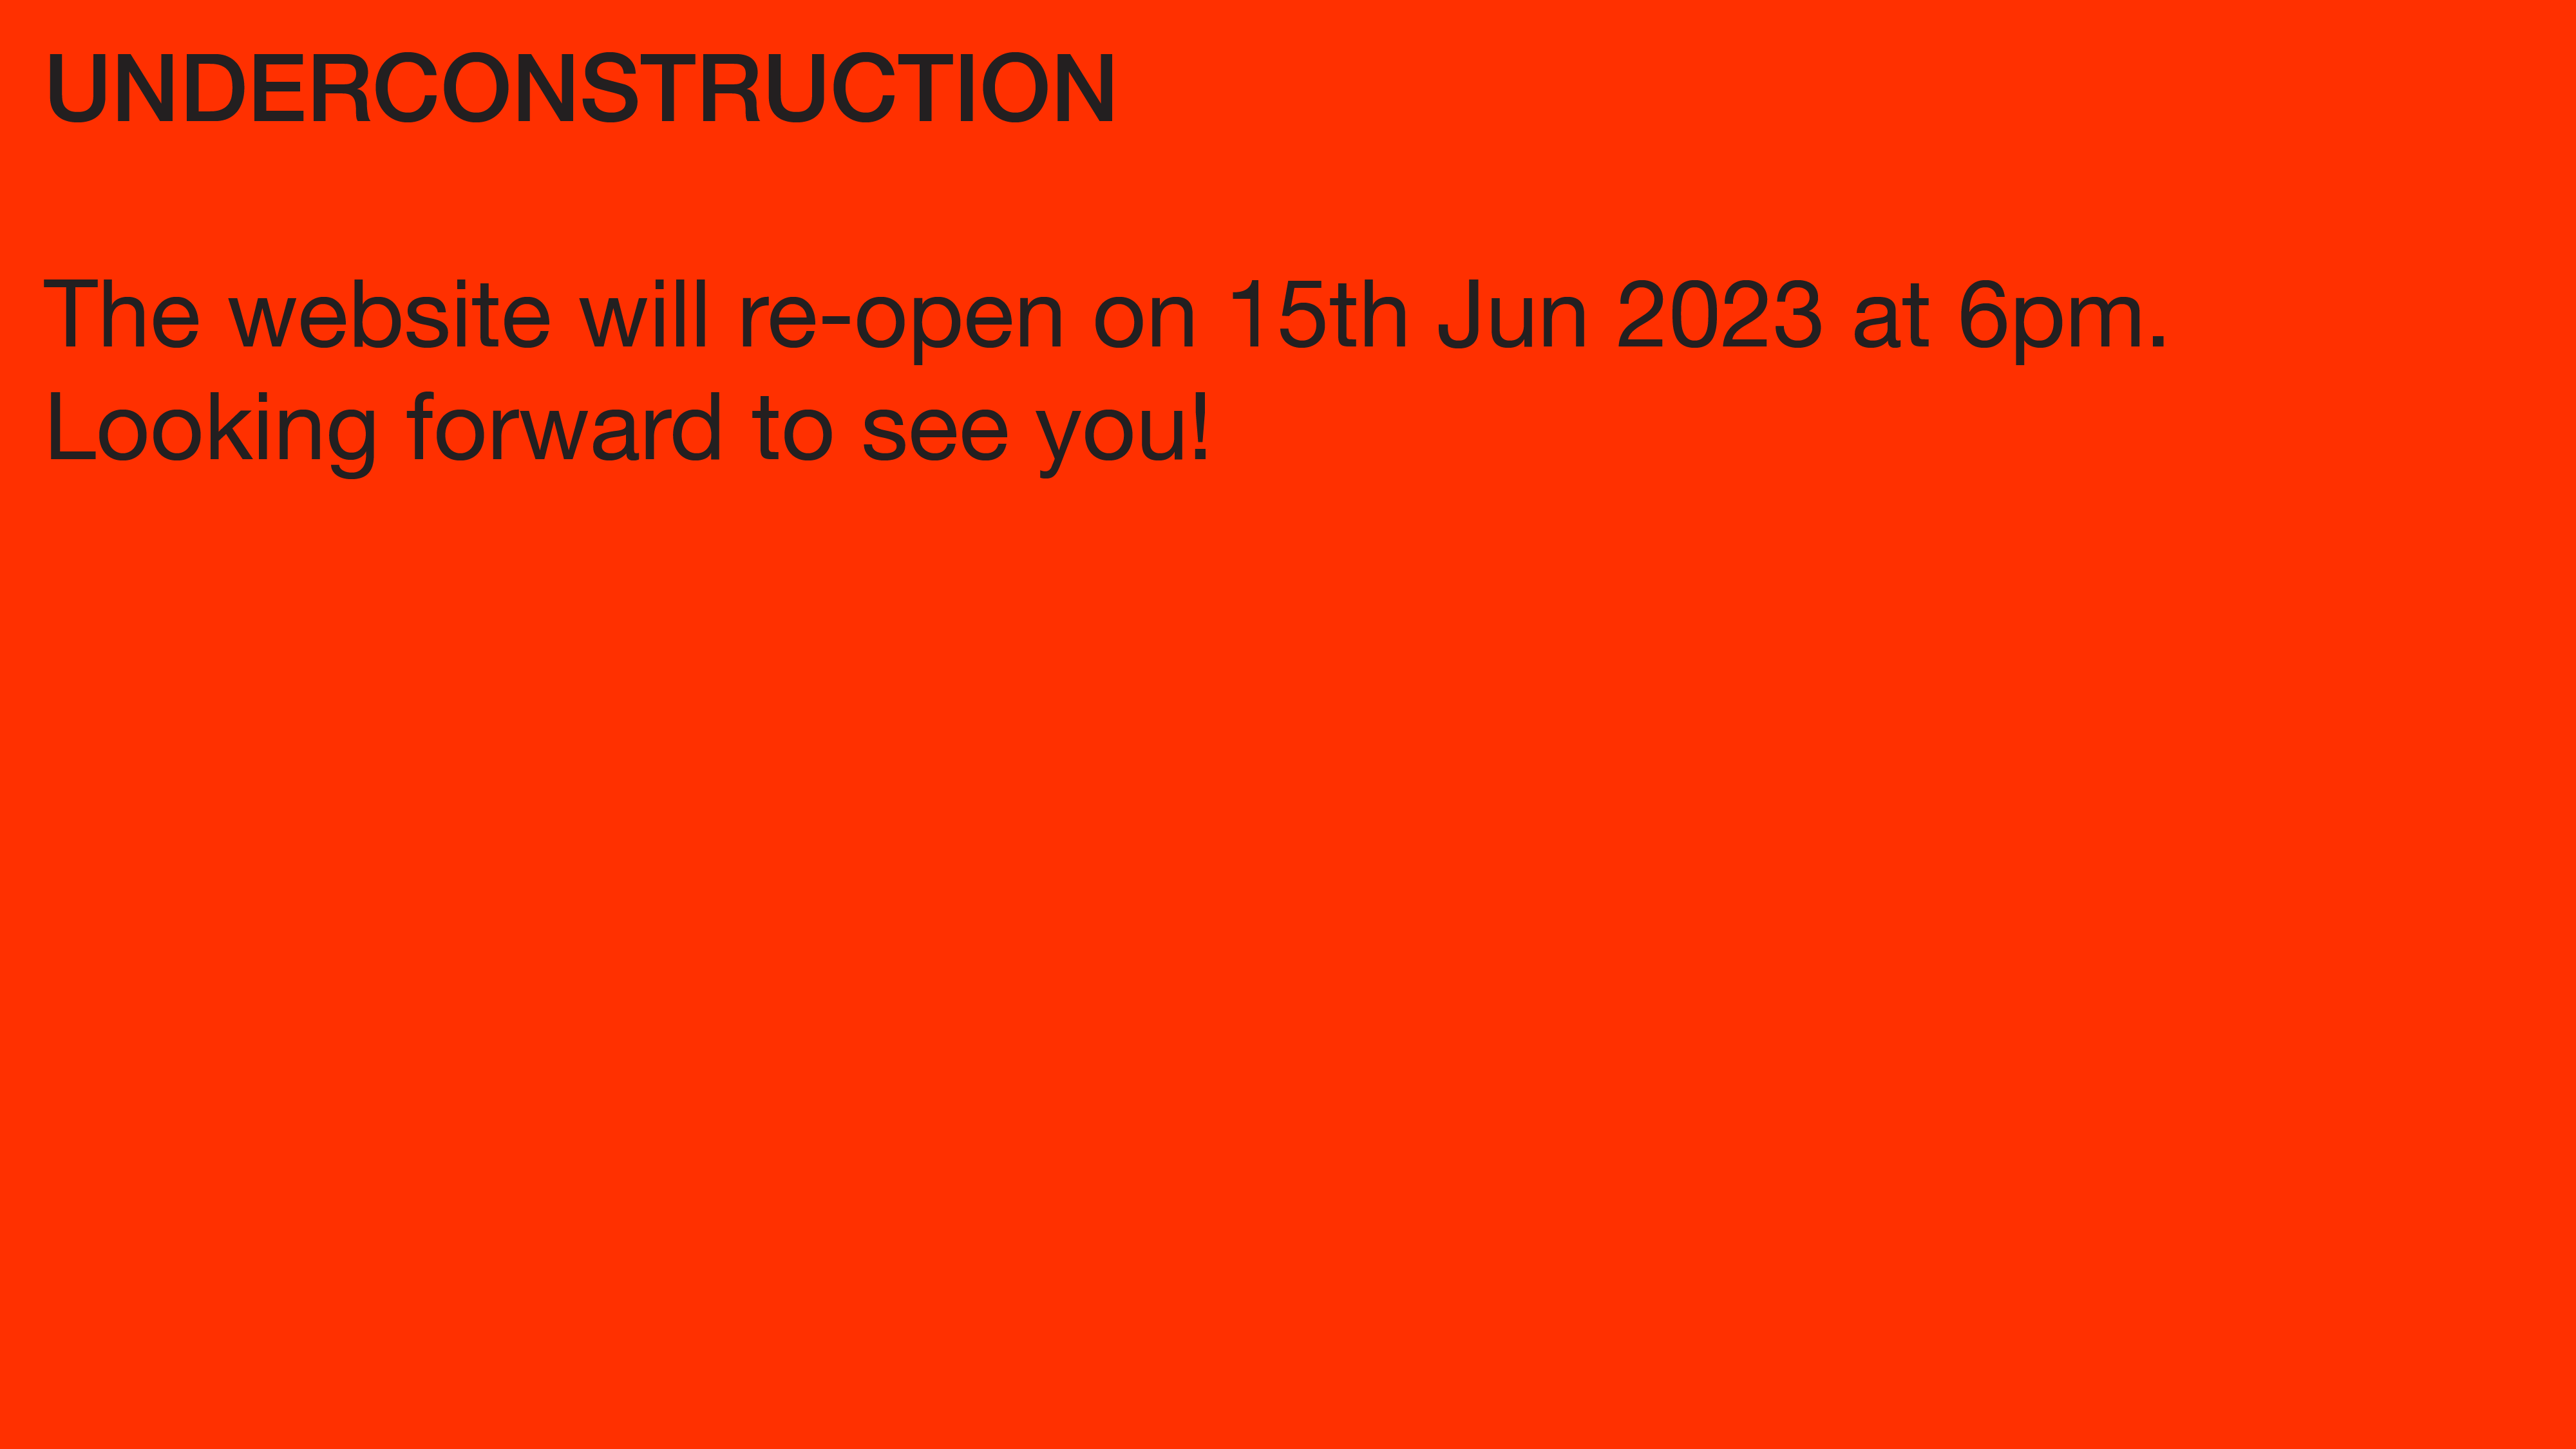 UNDERCONSTRUCTION
The website will re-open on 15th Jun 2023 at 6pm.
Looking forward to see you!